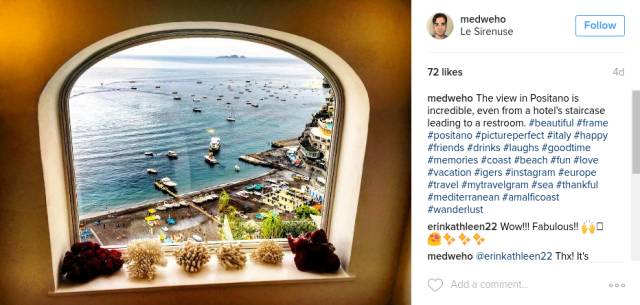 medweho
Follow
Le Sirenuse
72 likes
4d
medweho The view in Positano is
incredible, even from a hotel's staircase
leading to a restroom. #beautiful #frame
#positano #pictureperfect #italy #happy
#friends #drinks #laughs #goodtime
#memories #coast #beach #fun #love
#vacation #igers #instagram #europe
#travel #mytravelgram #sea #thankful
#mediterranean #amalficoast
#wanderlust
erinkathleen22 Wow!!! Fabulous!! 🙌
😍✨✨✨
medweho @erinkathleen22 Thx! It's
Add a comment...